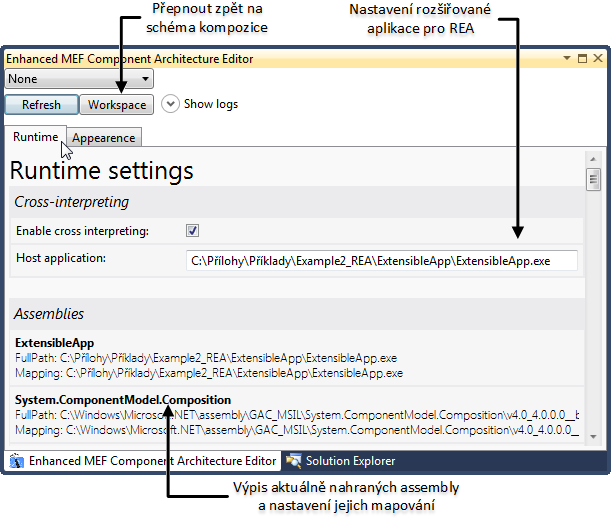 Přepnout zpět na
schéma kompozice
Nastavení rozšiřované
aplikace pro REA
Enhanced MEF Component Architecture Editor
None
Refresh Workspace Show logs
Runtime Appearence
Runtime settings
Cross-interpreting
Enable cross interpreting:
Host application: C:\Přílohy\Příklady\Example2_REA\ExtensibleApp\ExtensibleApp.exe
Assemblies
ExtensibleApp
FullPath: C:\Přílohy\Příklady\Example2_REA\ExtensibleApp\ExtensibleApp.exe
Mapping: C:\Přílohy\Příklady\Example2_REA\ExtensibleApp\ExtensibleApp.exe
System.ComponentModel.Composition
FullPath: C:\Windows\Microsoft.NET\assembly\GAC_MSIL\System.ComponentModel.Composition\v4.0_4.0.0.0__b
Mapping: C:\Windows\Microsoft.NET\assembly\GAC_MSIL\System.ComponentModel.Composition\v4.0_4.0.0.0__
Enhanced MEF Component Architecture Editor Solution Explorer
Výpis aktuálně nahraných assembly
a nastavení jejich mapování